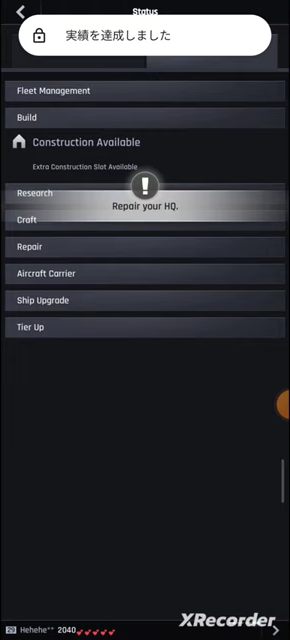 Status
実績を達成しました
Fleet Management
Build
Construction Available
Extra Construction Slot Available
Research
Repair your HQ.
Craft
Repair
Aircraft Carrier
Ship Upgrade
Tier Up
29 Hehehe** 2040
XRecorder